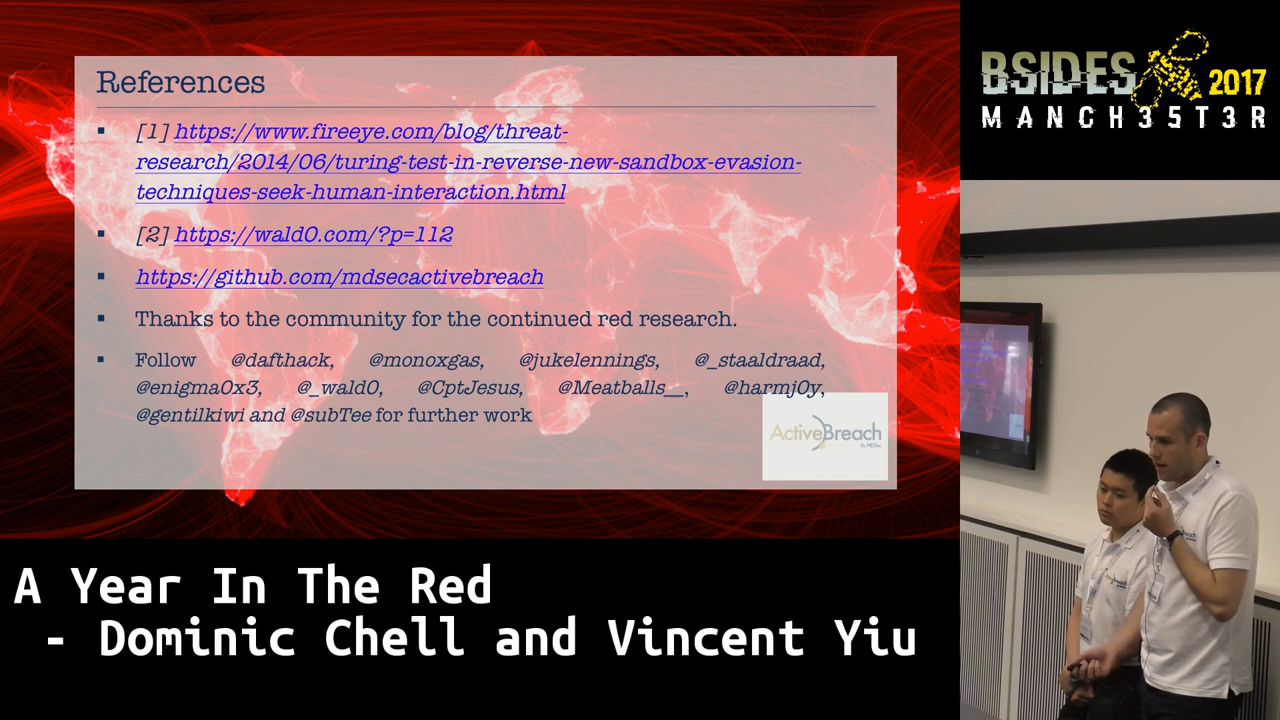 References
[1] https://www.fireeye.com/blog/threat-
research/2014/06/turing-test-in-reverse-new-sandbox-evasion-
techniques-seek-human-interaction.html
[2] https://wald0.com/?p=112
https://github.com/mdsecactivebreach
Thanks to the community for the continued red research.
Follow @dafthack, @monoxgas, @jukelennings, @_staaldraad,
@enigma0x3, @_wald0, @CptJesus, @Meatballs__, @harmj0y,
@gentilkiwi and @subTee for further work
ActiveBreach
By MDSec
A Year In The Red
- Dominic Chell and Vincent Yiu
BSIDES 2017
MANCH35T3R